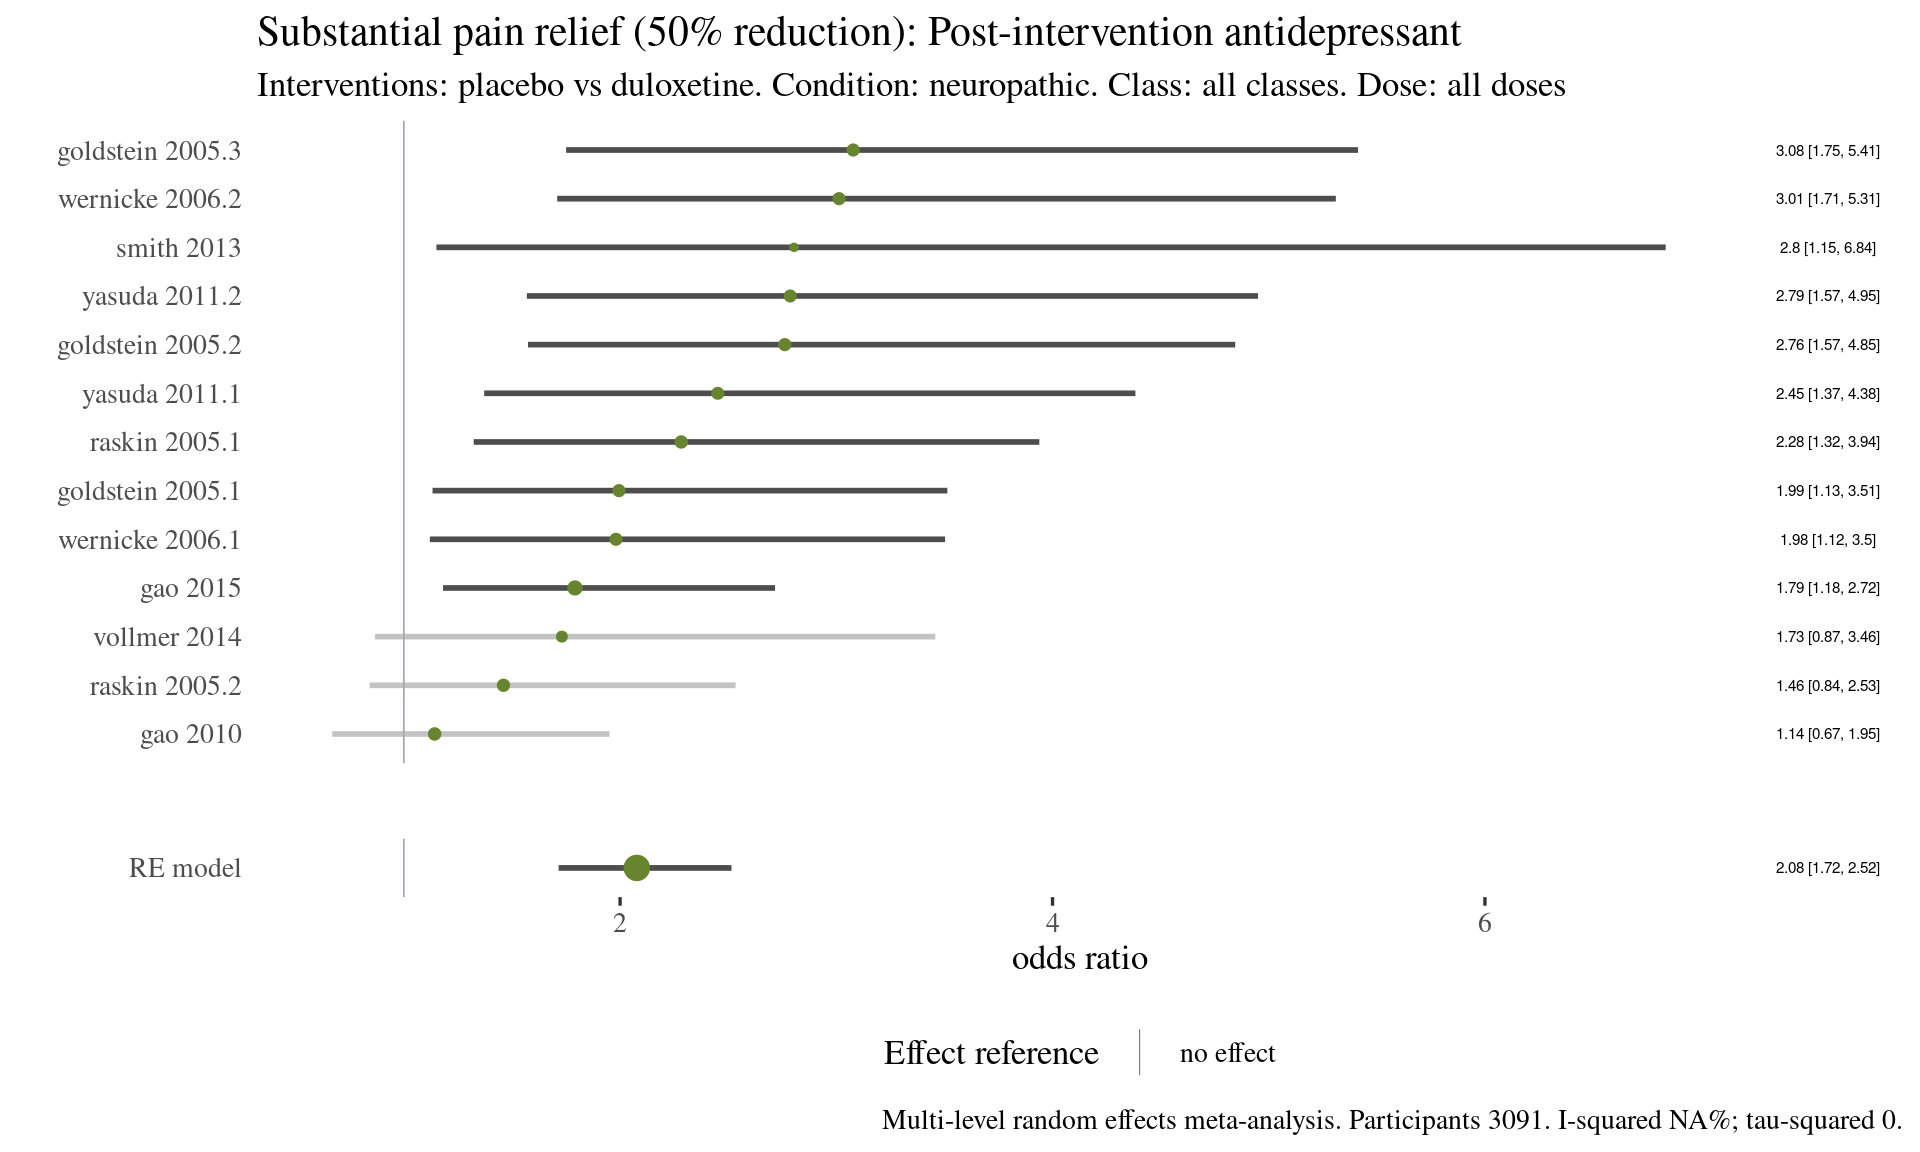 Substantial pain relief (50% reduction): Post-intervention antidepressant
Interventions: placebo vs duloxetine. Condition: neuropathic. Class: all classes. Dose: all doses
goldstein 2005.3 3.08 [1.75, 5.41]
wernicke 2006.2 3.01 [1.71, 5.31]
smith 2013 2.8 [1.15, 6.84]
yasuda 2011.2 2.79 [1.57, 4.95]
goldstein 2005.2 2.76 [1.57, 4.85]
yasuda 2011.1 2.45 [1.37, 4.38]
raskin 2005.1 2.28 [1.32, 3.94]
goldstein 2005.1 1.99 [1.13, 3.51]
wernicke 2006.1 1.98 [1.12, 3.5]
gao 2015 1.79 [1.18, 2.72]
vollmer 2014 1.73 [0.87, 3.46]
raskin 2005.2 1.46 [0.84, 2.53]
gao 2010 1.14 [0.67, 1.95]
RE model 2.08 [1.72, 2.52]
2 4 6
odds ratio
Effect reference no effect
Multi-level random effects meta-analysis. Participants 3091. I-squared NA%; tau-squared 0.